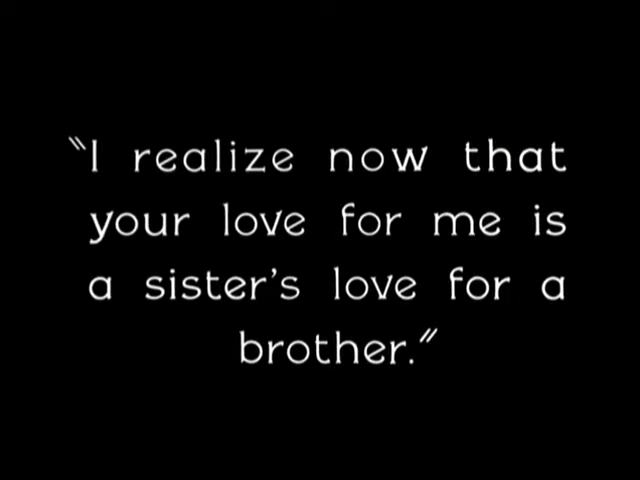 "I realize now that
your love for me is
a sister's love for a
brother."